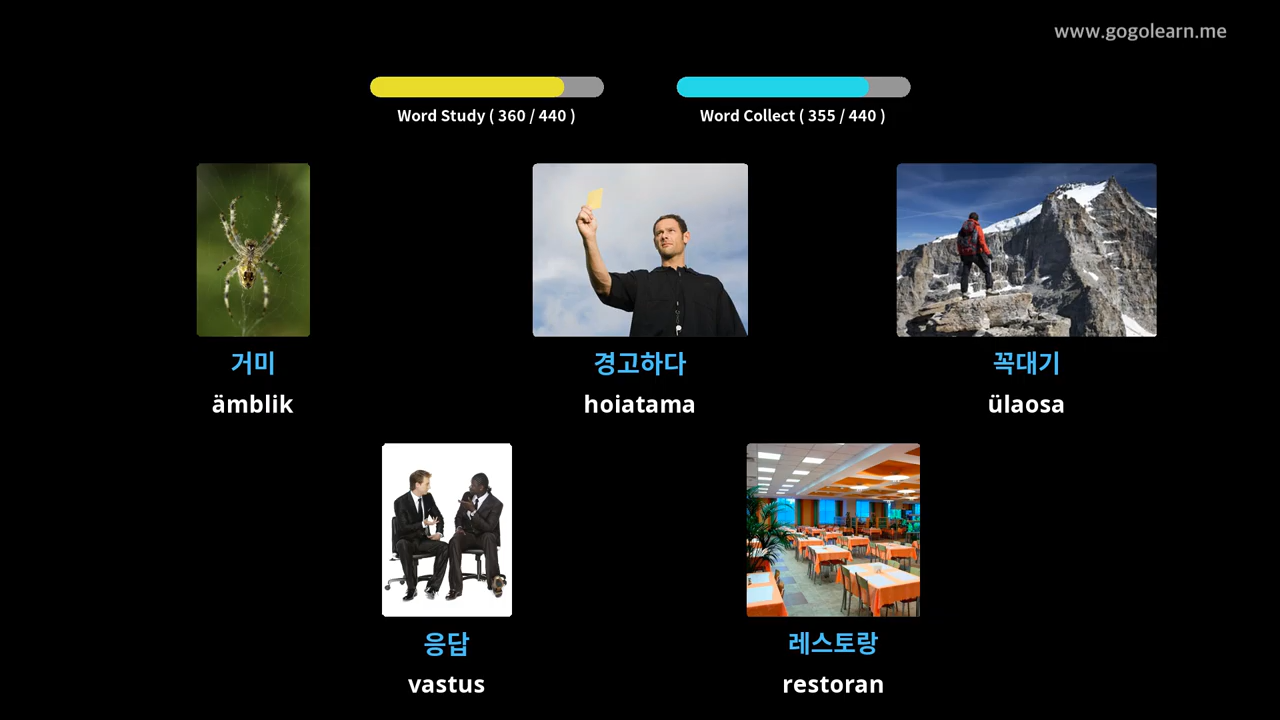 www.gogolearn.me
Word Study ( 360 / 440 )
Word Collect ( 355 / 440 )
거미
경고하다
꼭대기
ämblik
hoiatama
ülaosa
응답
레스토랑
vastus
restoran